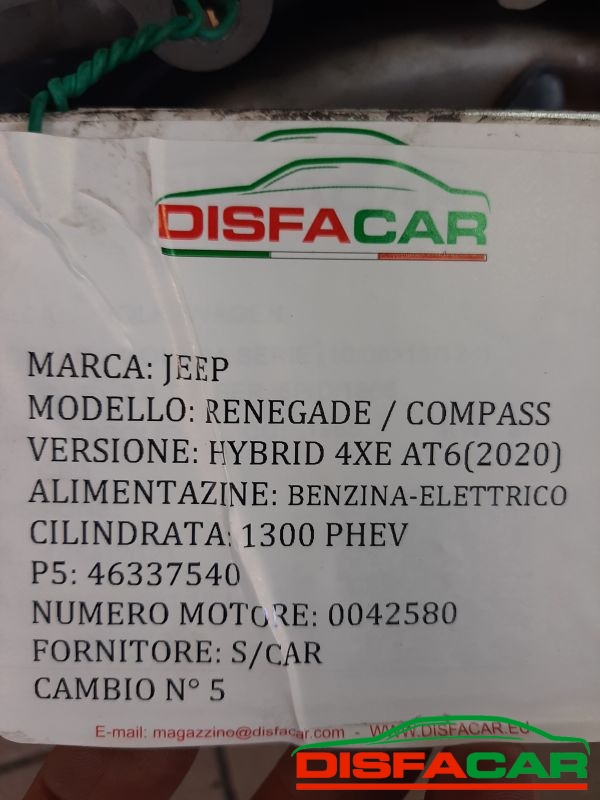 DISFACAR
MARCA: JEEP
MODELLO: RENEGADE / COMPASS
VERSIONE: HYBRID 4XE AT6(2020)
ALIMENTAZINE: BENZINA-ELETTRICO
CILINDRATA: 1300 PHEV
P5: 46337540
NUMERO MOTORE: 0042580
FORNITORE: S/CAR
CAMBIO N° 5
E-mail: magazzino@disfacar.com - WWW.DISFACAR.EU
DISFACAR